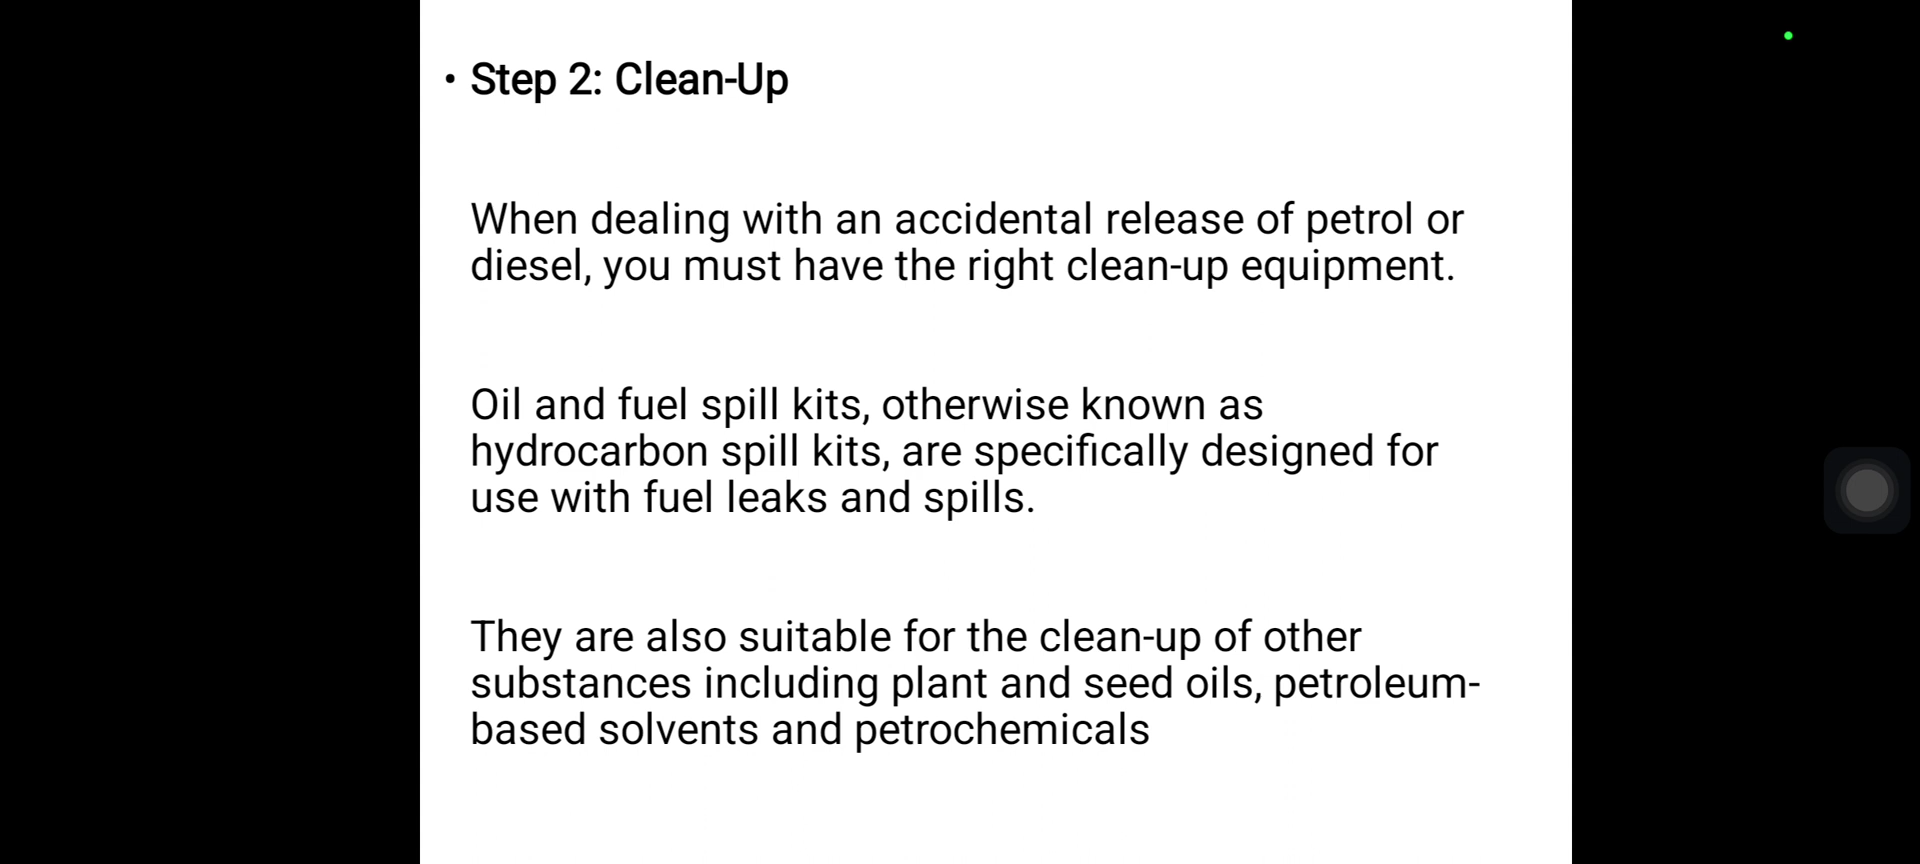 • Step 2: Clean-Up
When dealing with an accidental release of petrol or
diesel, you must have the right clean-up equipment.
Oil and fuel spill kits, otherwise known as
hydrocarbon spill kits, are specifically designed for
use with fuel leaks and spills.
They are also suitable for the clean-up of other
substances including plant and seed oils, petroleum-
based solvents and petrochemicals